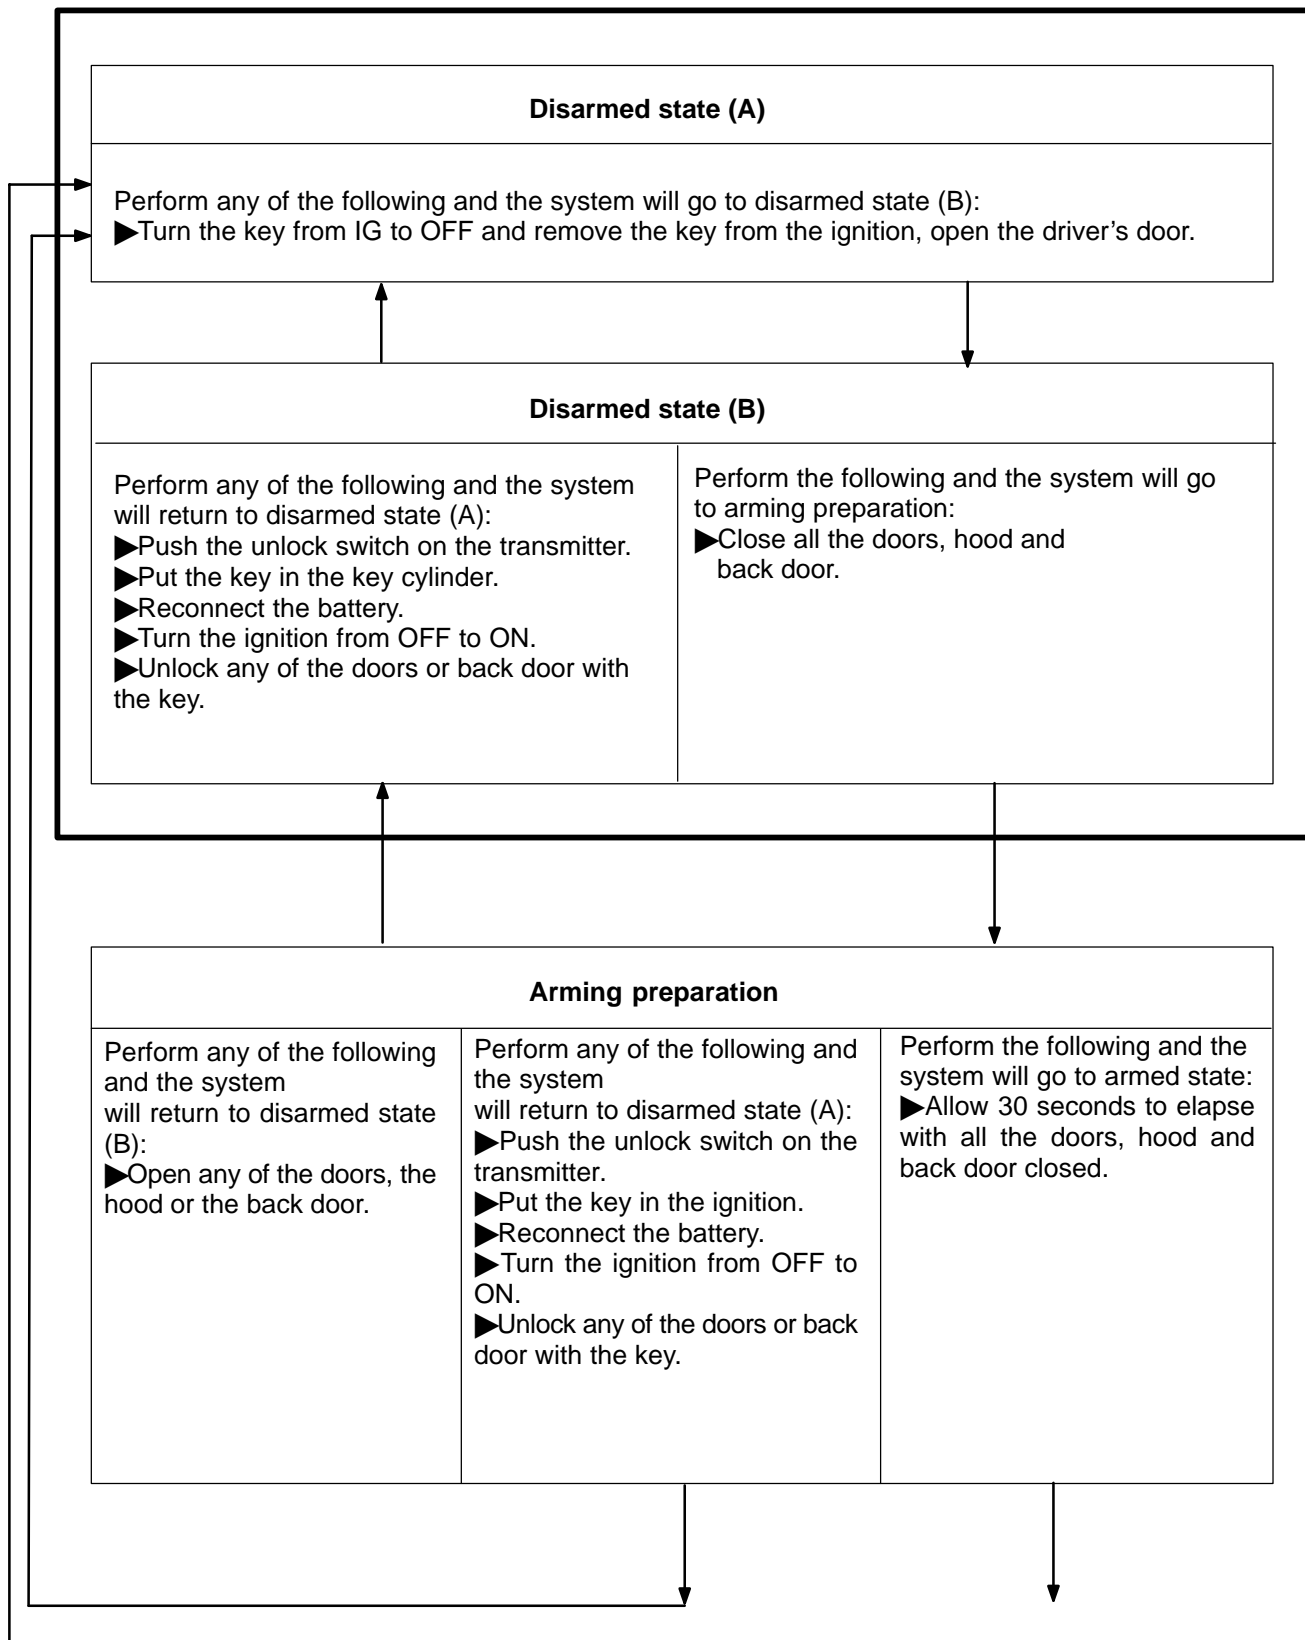 Disarmed state (A)
Perform any of the following and the system will go to disarmed state (B):
▶Turn the key from IG to OFF and remove the key from the ignition, open the driver’s door.
Disarmed state (B)
Perform any of the following and the system
will return to disarmed state (A):
▶Push the unlock switch on the transmitter.
▶Put the key in the key cylinder.
▶Reconnect the battery.
▶Turn the ignition from OFF to ON.
▶Unlock any of the doors or back door with
the key.
Perform the following and the system will go
to arming preparation:
▶Close all the doors, hood and
back door.
Arming preparation
Perform any of the following
and the system
will return to disarmed state
(B):
▶Open any of the doors, the
hood or the back door.
Perform any of the following and
the system
will return to disarmed state (A):
▶Push the unlock switch on the
transmitter.
▶Put the key in the ignition.
▶Reconnect the battery.
▶Turn the ignition from OFF to
ON.
▶Unlock any of the doors or back
door with the key.
Perform the following and the
system will go to armed state:
▶Allow 30 seconds to elapse
with all the doors, hood and
back door closed.